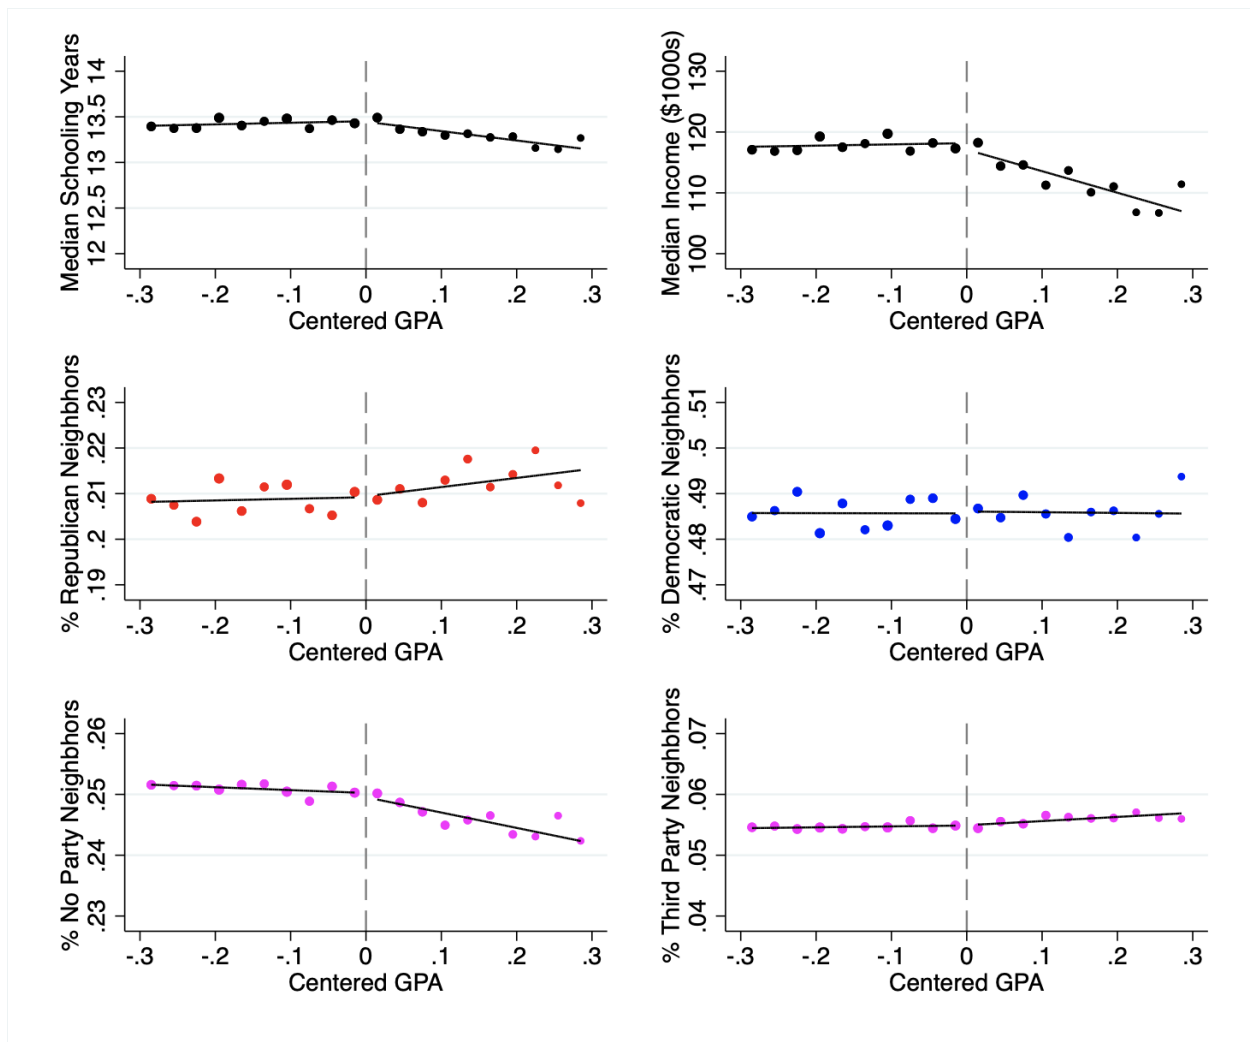 Median Schooling Years
14
13.5
13
12.5
12
-.3 -.2 -.1 0 .1 .2 .3
Centered GPA
Median Income ($1000s)
130
120
110
100
-.3 -.2 -.1 0 .1 .2 .3
Centered GPA
% Republican Neighbhors
.23
.22
.21
.2
.19
-.3 -.2 -.1 0 .1 .2 .3
Centered GPA
% Democratic Neighbhors
.51
.5
.49
.48
.47
-.3 -.2 -.1 0 .1 .2 .3
Centered GPA
% No Party Neighbhors
.26
.25
.24
.23
-.3 -.2 -.1 0 .1 .2 .3
Centered GPA
% Third Party Neighbhors
.07
.06
.05
.04
-.3 -.2 -.1 0 .1 .2 .3
Centered GPA